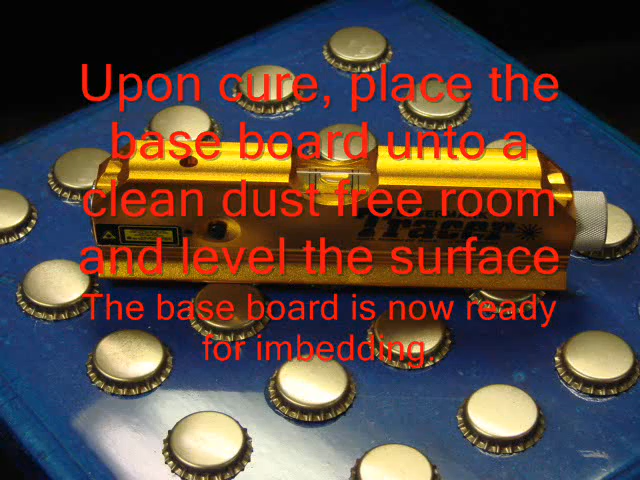 Upon cure, place the
base board unto a
clean dust free room
and level the surface
The base board is now ready
for imbedding.
Tracer